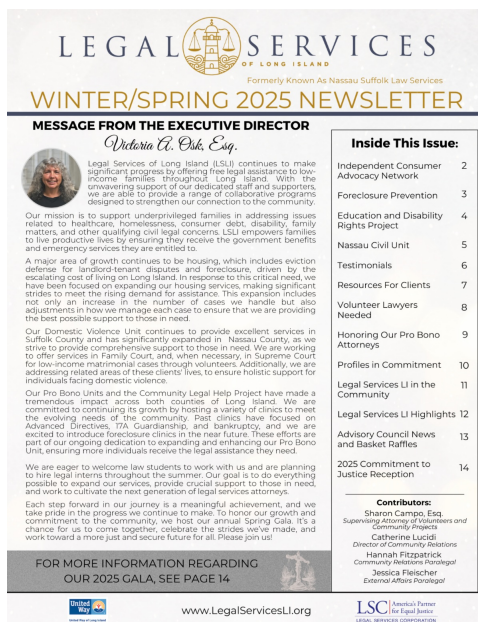 LEGAL SERVICES
OF LONG ISLAND
Formerly Known As Nassau Suffolk Law Services
WINTER/SPRING 2025 NEWSLETTER
MESSAGE FROM THE EXECUTIVE DIRECTOR
Victoria A. Osk, Esq.
Legal Services of Long Island (LSLI) continues to make
significant progress by offering free legal assistance to low-
income families throughout Long Island. With the
unwavering support of our dedicated staff and supporters,
we are able to provide a range of collaborative programs
designed to strengthen our connection to the community.
Our mission is to support underprivileged families in addressing issues
related to healthcare, homelessness, consumer debt, disability, family
matters, and other qualifying civil legal concerns. LSLI empowers families
to live productive lives by ensuring they receive the government benefits
and emergency services they are entitled to.
A major area of growth continues to be housing, which includes eviction
defense for landlord-tenant disputes and foreclosure, driven by the
escalating cost of living on Long Island. In response to this critical need, we
have been focused on expanding our housing services, making significant
strides to meet the rising demand for assistance. This expansion includes
not only an increase in the number of cases we handle but also
adjustments in how we manage each case to ensure that we are providing
the best possible support to those in need.
Our Domestic Violence Unit continues to provide excellent services in
Suffolk County and has significantly expanded in Nassau County, as we
strive to provide comprehensive support to those in need. We are working
to offer services in Family Court, and, when necessary, in Supreme Court
for low-income matrimonial cases through volunteers. Additionally, we are
addressing related areas of these clients' lives, to ensure holistic support for
individuals facing domestic violence.
Our Pro Bono Units and the Community Legal Help Project have made a
tremendous impact across both counties of Long Island. We are
committed to continuing its growth by hosting a variety of clinics to meet
the evolving needs of the community. Past clinics have focused on
Advanced Directives, 17A Guardianship, and bankruptcy, and we are
excited to introduce foreclosure clinics in the near future. These efforts are
part of our ongoing dedication to expanding and enhancing our Pro Bono
Unit, ensuring more individuals receive the legal assistance they need.
We are eager to welcome law students to work with us and are planning
to hire legal interns throughout the summer. Our goal is to do everything
possible to expand our services, provide crucial support to those in need,
and work to cultivate the next generation of legal services attorneys.
Each step forward in our journey is a meaningful achievement, and we
take pride in the progress we continue to make. To honor our growth and
commitment to the community, we host our annual Spring Gala. It's a
chance for us to come together, celebrate the strides we've made, and
work toward a more just and secure future for all. Please join us!
FOR MORE INFORMATION REGARDING
OUR 2025 GALA, SEE PAGE 14
Inside This Issue:
Independent Consumer 2
Advocacy Network
Foreclosure Prevention 3
Education and Disability 4
Rights Project
Nassau Civil Unit 5
Testimonials 6
Resources For Clients 7
Volunteer Lawyers 8
Needed
Honoring Our Pro Bono 9
Attorneys
Profiles in Commitment 10
Legal Services LI in the 11
Community
Legal Services LI Highlights 12
Advisory Council News 13
and Basket Raffles
2025 Commitment to 14
Justice Reception
Contributors:
Sharon Campo, Esq.
Supervising Attorney of Volunteers and
Community Projects
Catherine Lucidi
Director of Community Relations
Hannah Fitzpatrick
Community Relations Paralegal
Jessica Fleischer
External Affairs Paralegal
United
Way
United Way of Long Island
www.LegalServicesLI.org
LSC America's Partner
for Equal Justice
LEGAL SERVICES CORPORATION